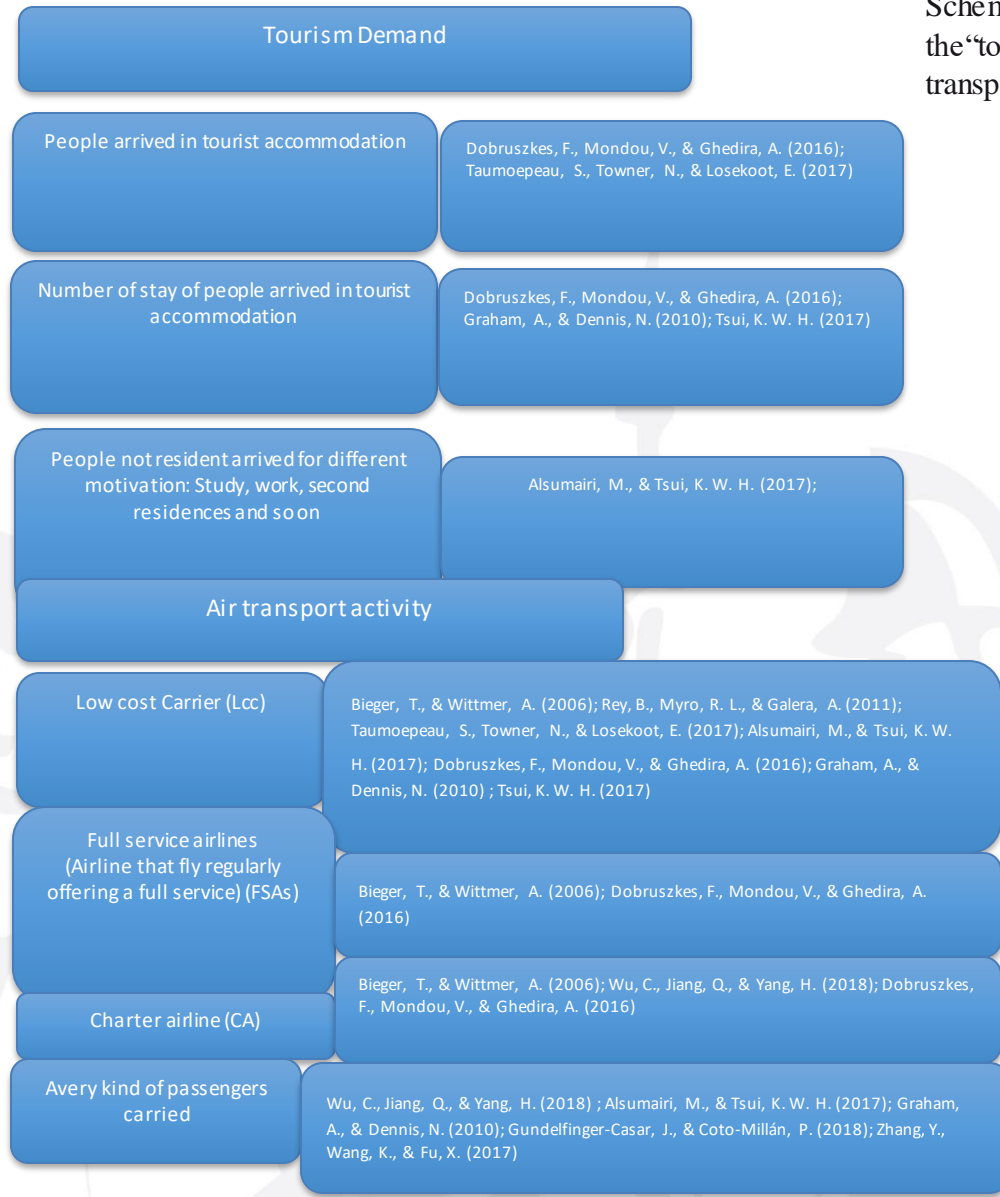 Tourism Demand
the “to
transp
People arrived in tourist accommodation
Dobruszkes, F., Mondou, V., & Ghedira, A. (2016);
Taumoepeau, S., Towner, N., & Losekoot, E. (2017)
Number of stay of people arrived in tourist
accommodation
Dobruszkes, F., Mondou, V., & Ghedira, A. (2016);
Graham, A., & Dennis, N. (2010); Tsui, K. W. H. (2017)
People not resident arrived for different
motivation: Study, work, second
residences and so on
Alsumairi, M., & Tsui, K. W. H. (2017);
Air transport activity
Low cost Carrier (Lcc)
Bieger, T., & Wittmer, A. (2006); Rey, B., Myro, R. L., & Galera, A. (2011);
Taumoepeau, S., Towner, N., & Losekoot, E. (2017); Alsumairi, M., & Tsui, K. W.
H. (2017); Dobruszkes, F., Mondou, V., & Ghedira, A. (2016); Graham, A., &
Dennis, N. (2010) ; Tsui, K. W. H. (2017)
Full service airlines
(Airline that fly regularly
offering a full service) (FSAs)
Bieger, T., & Wittmer, A. (2006); Dobruszkes, F., Mondou, V., & Ghedira, A.
(2016)
Charter airline (CA)
Bieger, T., & Wittmer, A. (2006); Wu, C., Jiang, Q., & Yang, H. (2018); Dobruszkes,
F., Mondou, V., & Ghedira, A. (2016)
Avery kind of passengers
carried
Wu, C., Jiang, Q., & Yang, H. (2018) ; Alsumairi, M., & Tsui, K. W. H. (2017); Graham,
A., & Dennis, N. (2010); Gundelfinger-Casar, J., & Coto-Millán, P. (2018); Zhang, Y.,
Wang, K., & Fu, X. (2017)